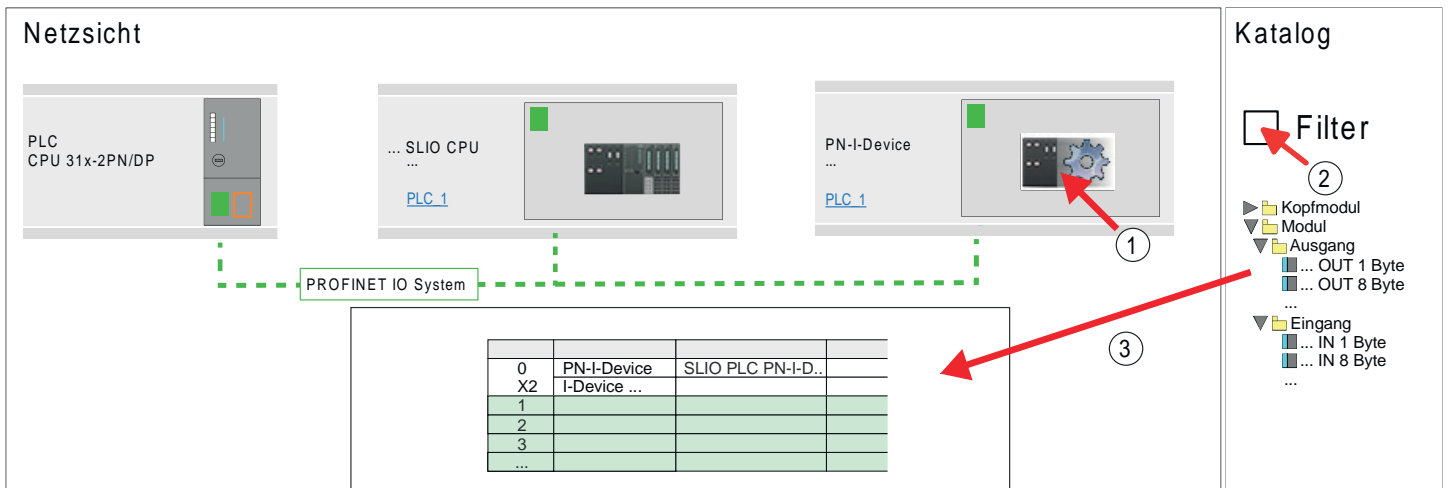 Netzsicht
PLC
CPU 31x-2PN/DP
... SLIO CPU
...
PLC_1
PN-I-Device
...
PLC_1
1
PROFINET IO System
0 PN-I-Device SLIO PLC PN-I-D..
X2 I-Device ...
1
2
3
...
3
Katalog
Filter
2
Kopfmodul
Modul
Ausgang
... OUT 1 Byte
... OUT 8 Byte
...
Eingang
... IN 1 Byte
... IN 8 Byte
...